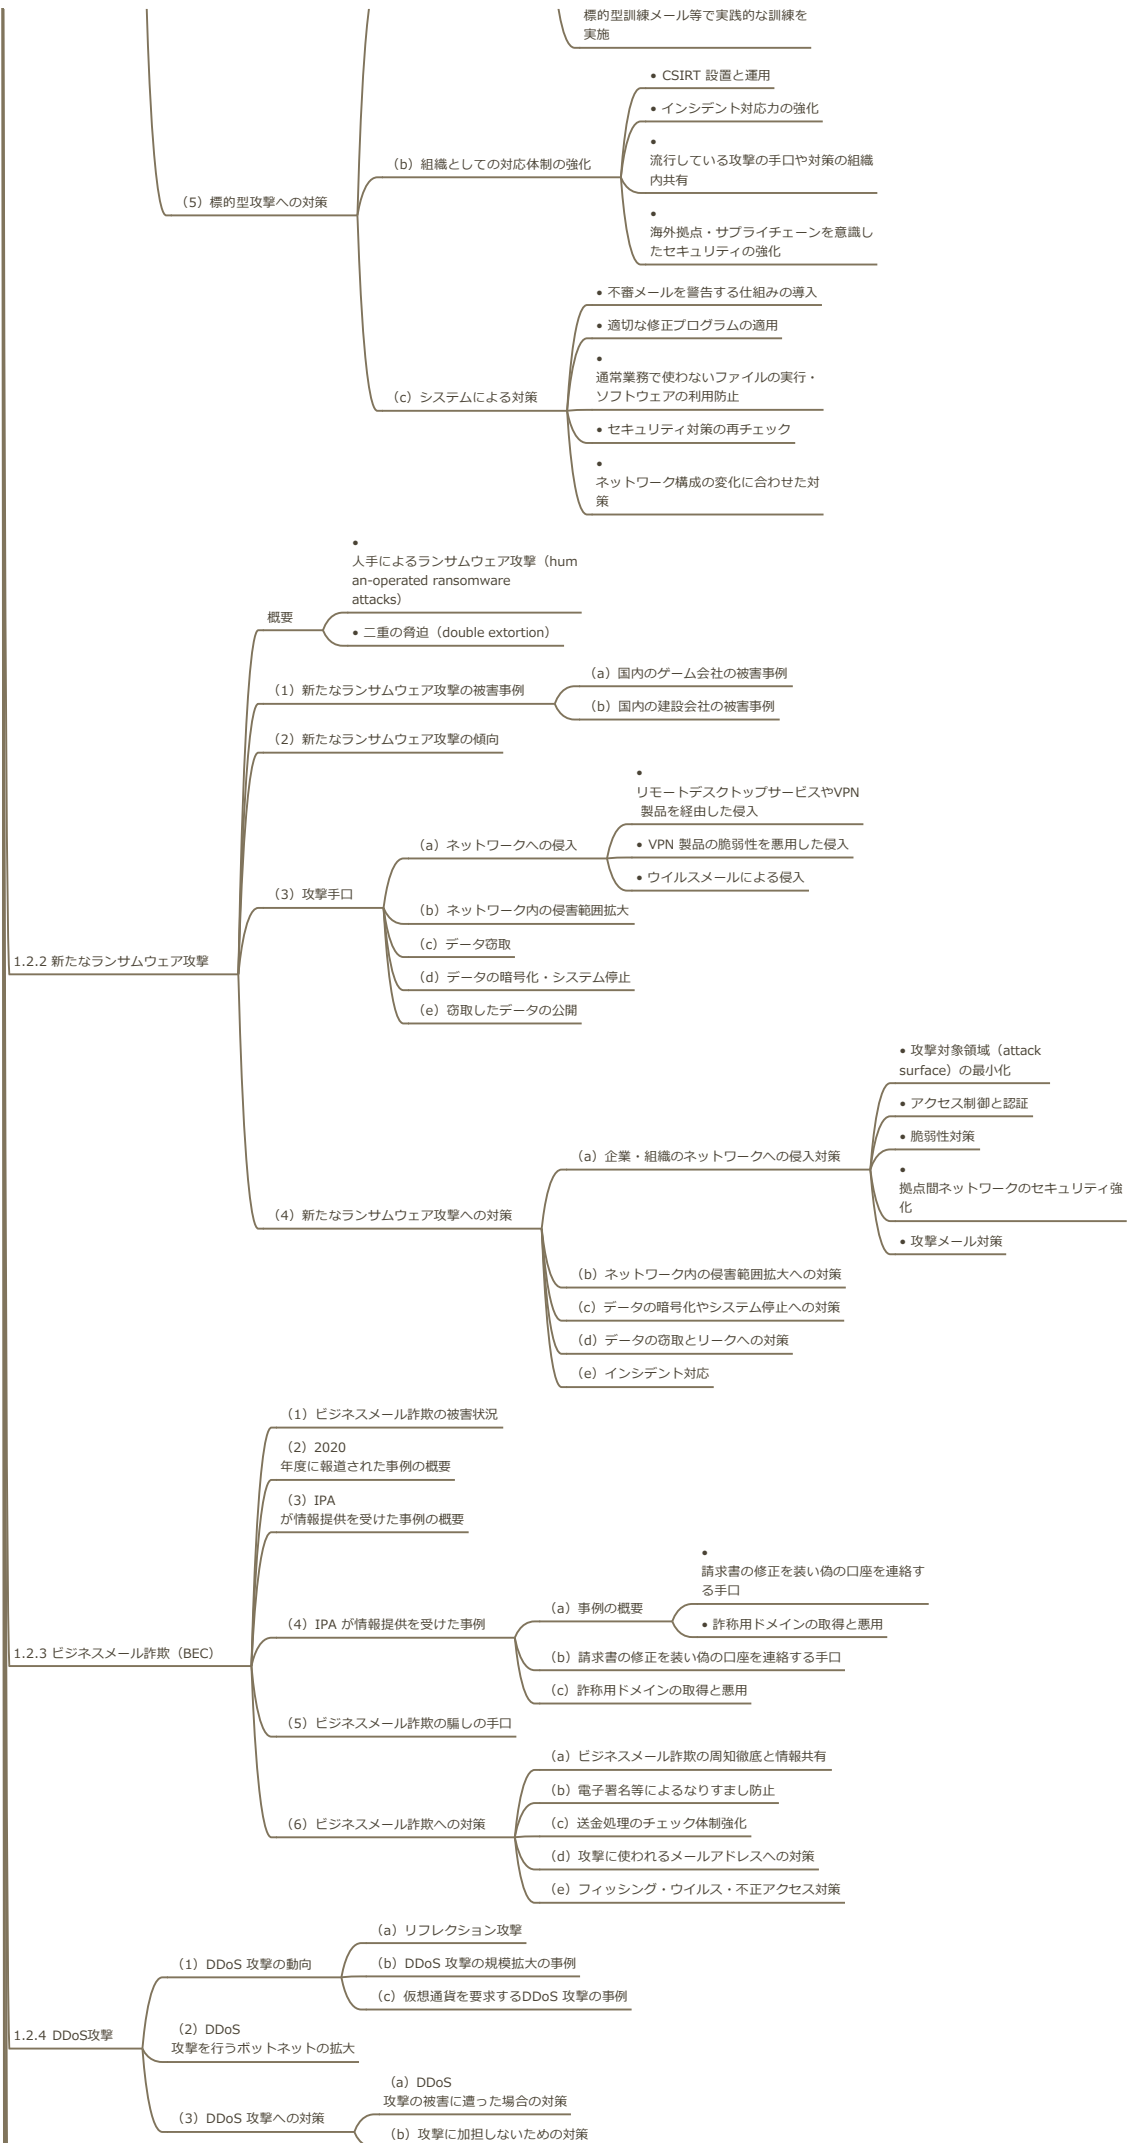 標的型訓練メール等で実践的な訓練を
実施
（5）標的型攻撃への対策
（b）組織としての対応体制の強化
• CSIRT 設置と運用
• インシデント対応力の強化
•
流行している攻撃の手口や対策の組織
内共有
•
海外拠点・サプライチェーンを意識し
たセキュリティの強化
（c）システムによる対策
• 不審メールを警告する仕組みの導入
• 適切な修正プログラムの適用
•
通常業務で使わないファイルの実行・
ソフトウェアの利用防止
• セキュリティ対策の再チェック
•
ネットワーク構成の変化に合わせた対
策
1.2.2 新たなランサムウェア攻撃
概要
•
人手によるランサムウェア攻撃（hum
an-operated ransomware
attacks）
• 二重の脅迫（double extortion）
（1）新たなランサムウェア攻撃の被害事例
（a）国内のゲーム会社の被害事例
（b）国内の建設会社の被害事例
（2）新たなランサムウェア攻撃の傾向
（3）攻撃手口
（a）ネットワークへの侵入
•
リモートデスクトップサービスやVPN
製品を経由した侵入
• VPN 製品の脆弱性を悪用した侵入
• ウイルスメールによる侵入
（b）ネットワーク内の侵害範囲拡大
（c）データ窃取
（d）データの暗号化・システム停止
（e）窃取したデータの公開
（4）新たなランサムウェア攻撃への対策
（a）企業・組織のネットワークへの侵入対策
• 攻撃対象領域（attack
surface）の最小化
• アクセス制御と認証
• 脆弱性対策
•
拠点間ネットワークのセキュリティ強
化
• 攻撃メール対策
（b）ネットワーク内の侵害範囲拡大への対策
（c）データの暗号化やシステム停止への対策
（d）データの窃取とリークへの対策
（e）インシデント対応
1.2.3 ビジネスメール詐欺（BEC）
（1）ビジネスメール詐欺の被害状況
（2）2020
年度に報道された事例の概要
（3）IPA
が情報提供を受けた事例の概要
（4）IPA が情報提供を受けた事例
（a）事例の概要
•
請求書の修正を装い偽の口座を連絡す
る手口
• 詐称用ドメインの取得と悪用
（b）請求書の修正を装い偽の口座を連絡する手口
（c）詐称用ドメインの取得と悪用
（5）ビジネスメール詐欺の騙しの手口
（6）ビジネスメール詐欺への対策
（a）ビジネスメール詐欺の周知徹底と情報共有
（b）電子署名等によるなりすまし防止
（c）送金処理のチェック体制強化
（d）攻撃に使われるメールアドレスへの対策
（e）フィッシング・ウイルス・不正アクセス対策
1.2.4 DDoS攻撃
（1）DDoS 攻撃の動向
（a）リフレクション攻撃
（b）DDoS 攻撃の規模拡大の事例
（c）仮想通貨を要求するDDoS 攻撃の事例
（2）DDoS
攻撃を行うボットネットの拡大
（3）DDoS 攻撃への対策
（a）DDoS
攻撃の被害に遭った場合の対策
（b）攻撃に加担しないための対策